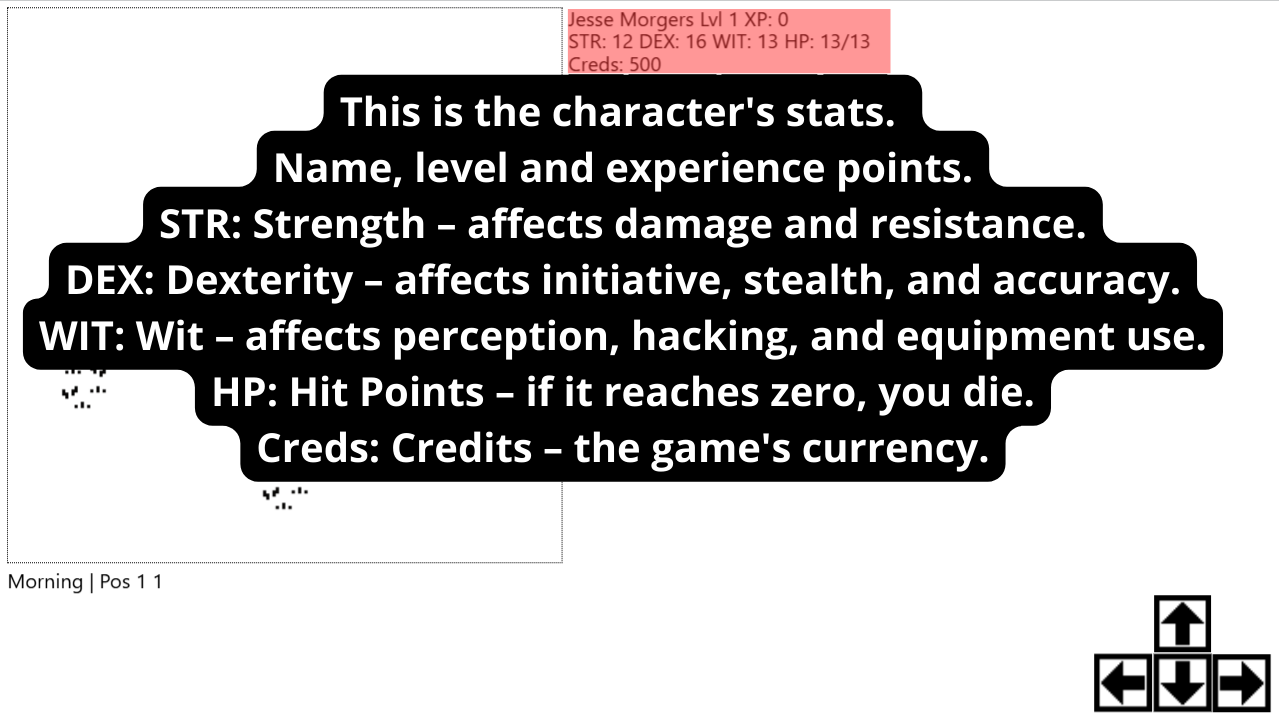 Jesse Morgers Lvl 1 XP: 0
STR: 12 DEX: 16 WIT: 13 HP: 13/13
Creds: 500
This is the character's stats.
Name, level and experience points.
STR: Strength – affects damage and resistance.
DEX: Dexterity – affects initiative, stealth, and accuracy.
WIT: Wit – affects perception, hacking, and equipment use.
HP: Hit Points – if it reaches zero, you die.
Creds: Credits – the game's currency.
Morning | Pos 1 1